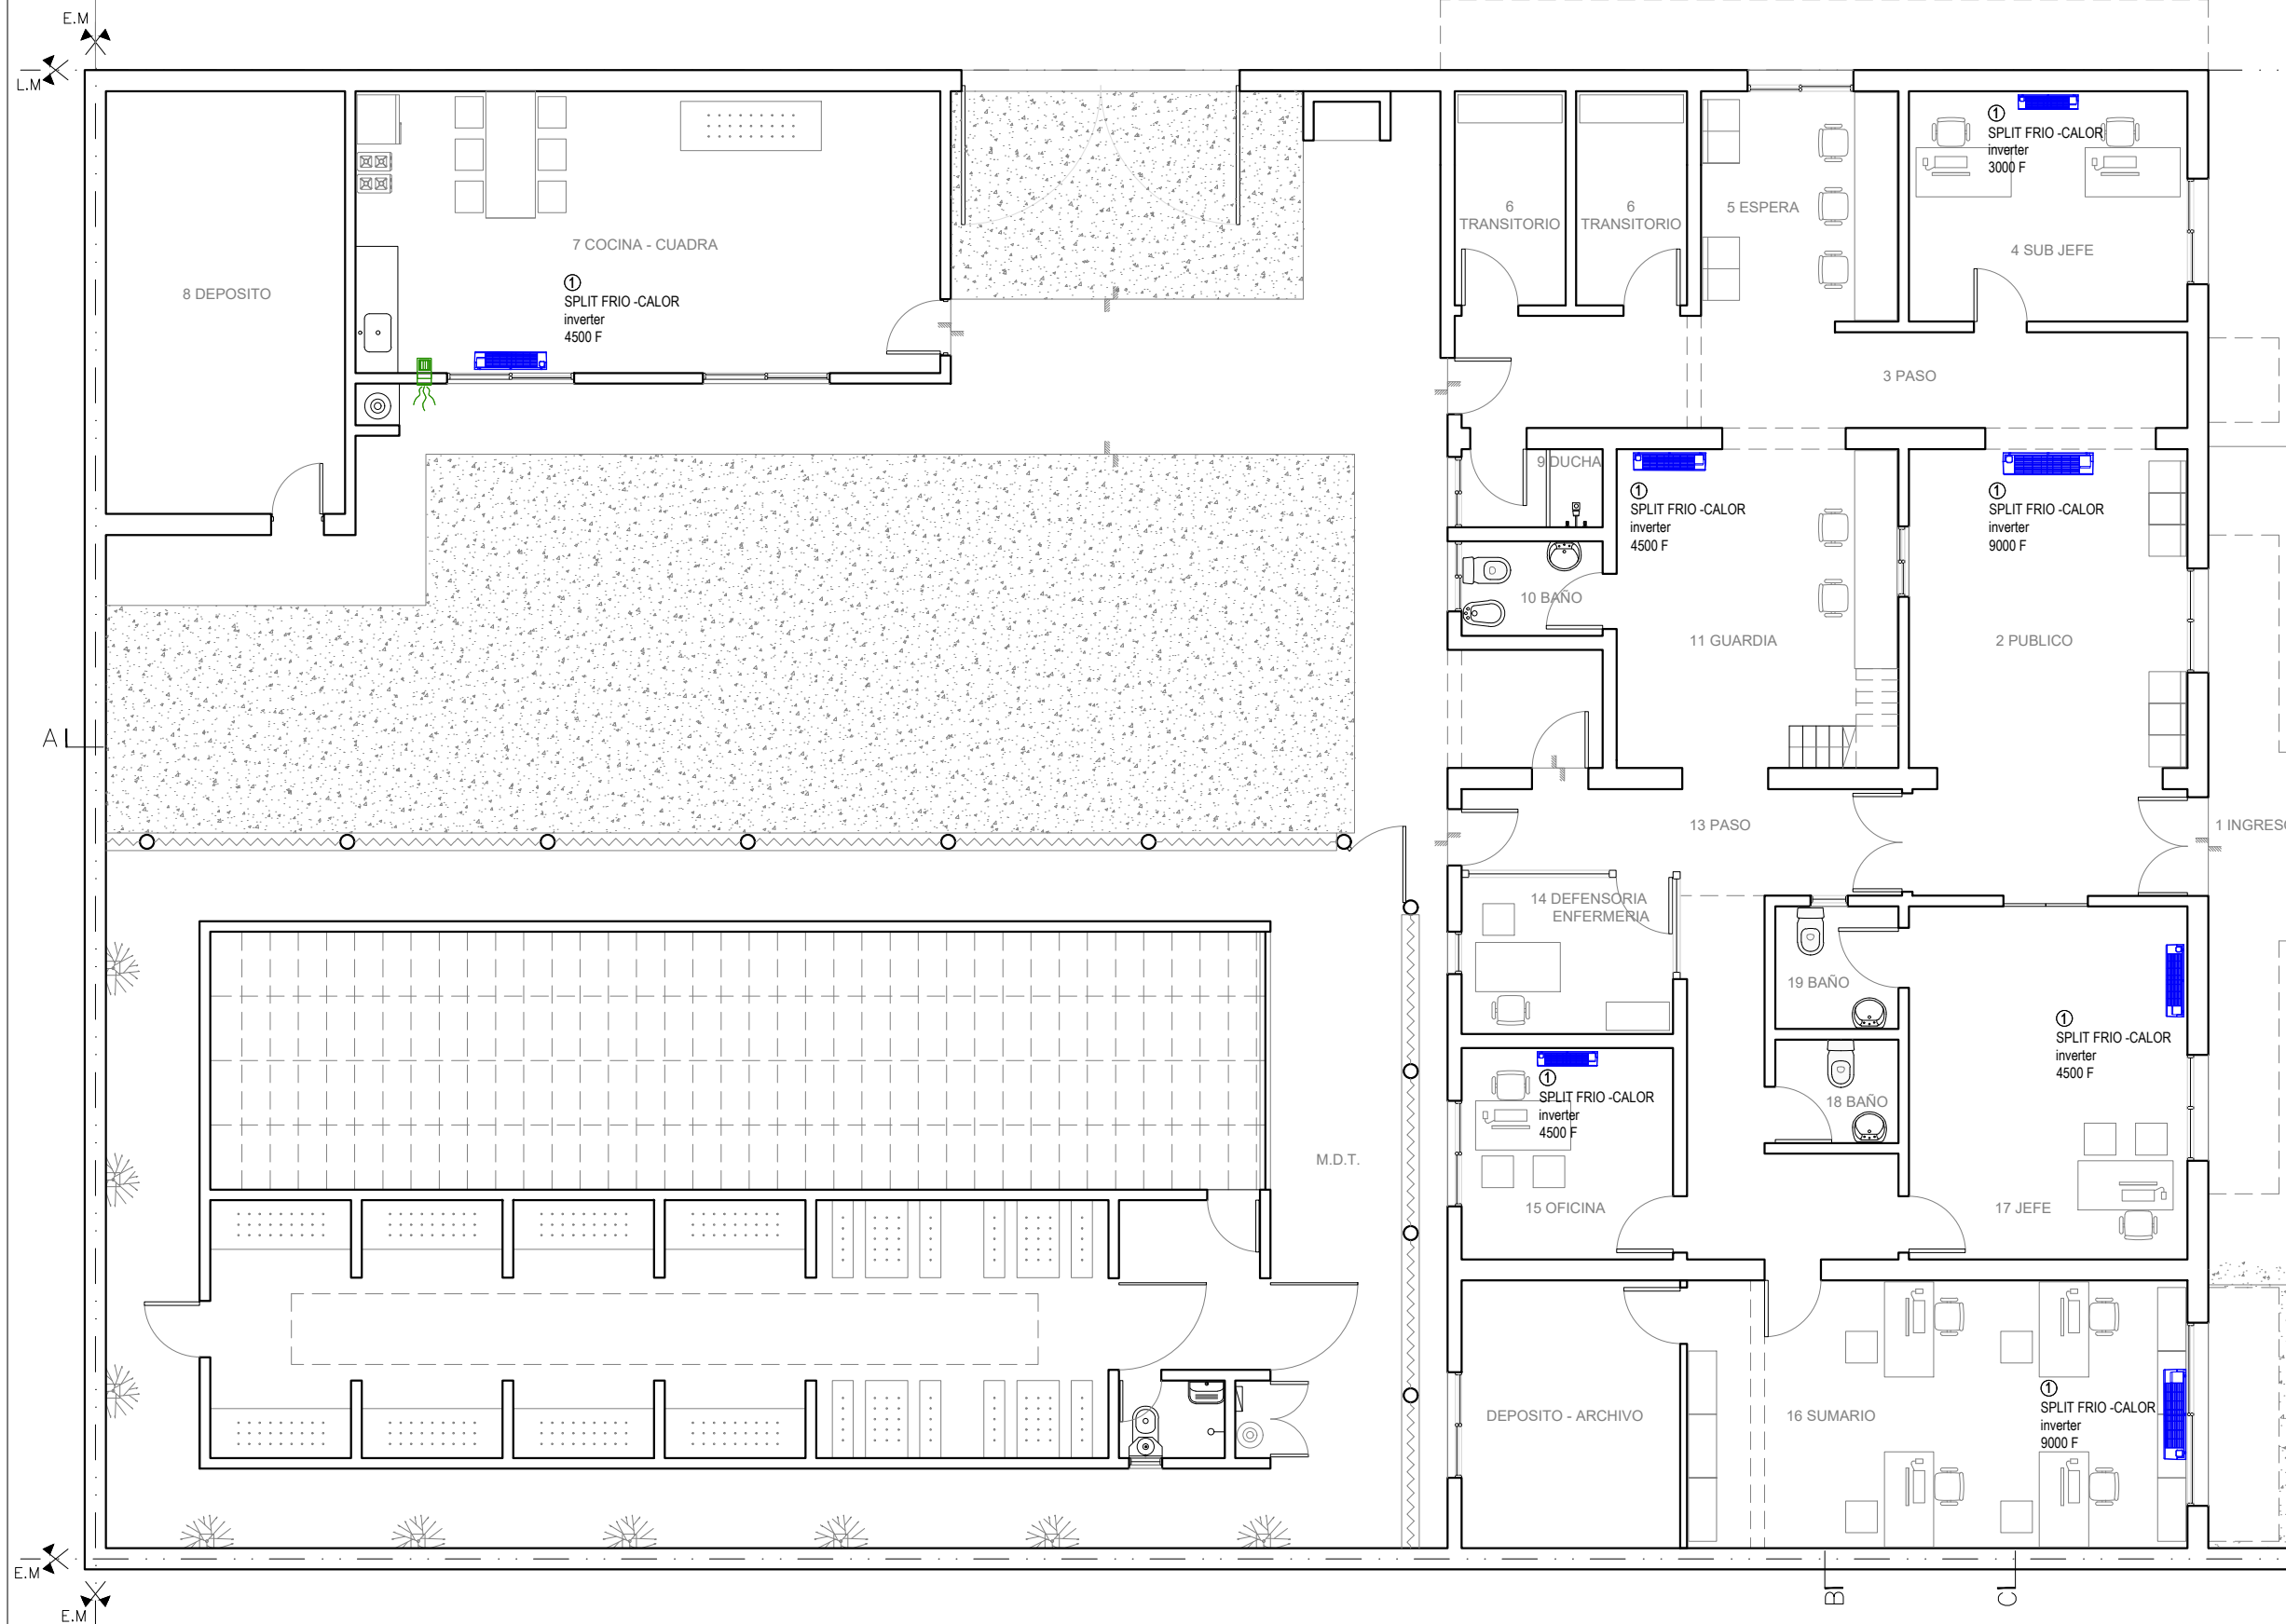 E.M
L.M
①
SPLIT FRIO -CALOR
inverter
3000 F
6
TRANSITORIO
6
TRANSITORIO
5 ESPERA
4 SUB JEFE
7 COCINA - CUADRA
8 DEPOSITO
①
SPLIT FRIO -CALOR
inverter
4500 F
3 PASO
9 DUCHA
①
SPLIT FRIO -CALOR
inverter
4500 F
①
SPLIT FRIO -CALOR
inverter
9000 F
10 BAÑO
11 GUARDIA
2 PUBLICO
A
13 PASO
1 INGRESO
14 DEFENSORIA
ENFERMERIA
19 BAÑO
①
SPLIT FRIO -CALOR
inverter
4500 F
①
SPLIT FRIO -CALOR
inverter
4500 F
18 BAÑO
M.D.T.
15 OFICINA
17 JEFE
①
SPLIT FRIO -CALOR
inverter
9000 F
DEPOSITO - ARCHIVO
16 SUMARIO
E.M
E.M
B
C